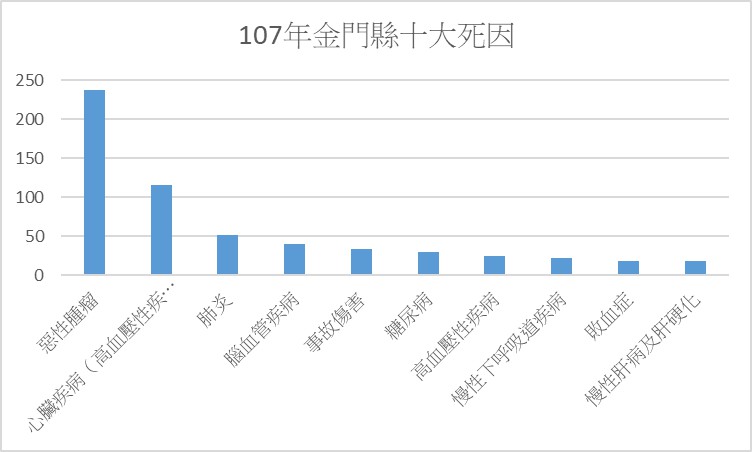 107年金門縣十大死因
250
200
150
100
50
0
惡性腫瘤
心臟疾病（高血壓性疾…
肺炎
腦血管疾病
事故傷害
糖尿病
高血壓性疾病
慢性下呼吸道疾病
敗血症
慢性肝病及肝硬化